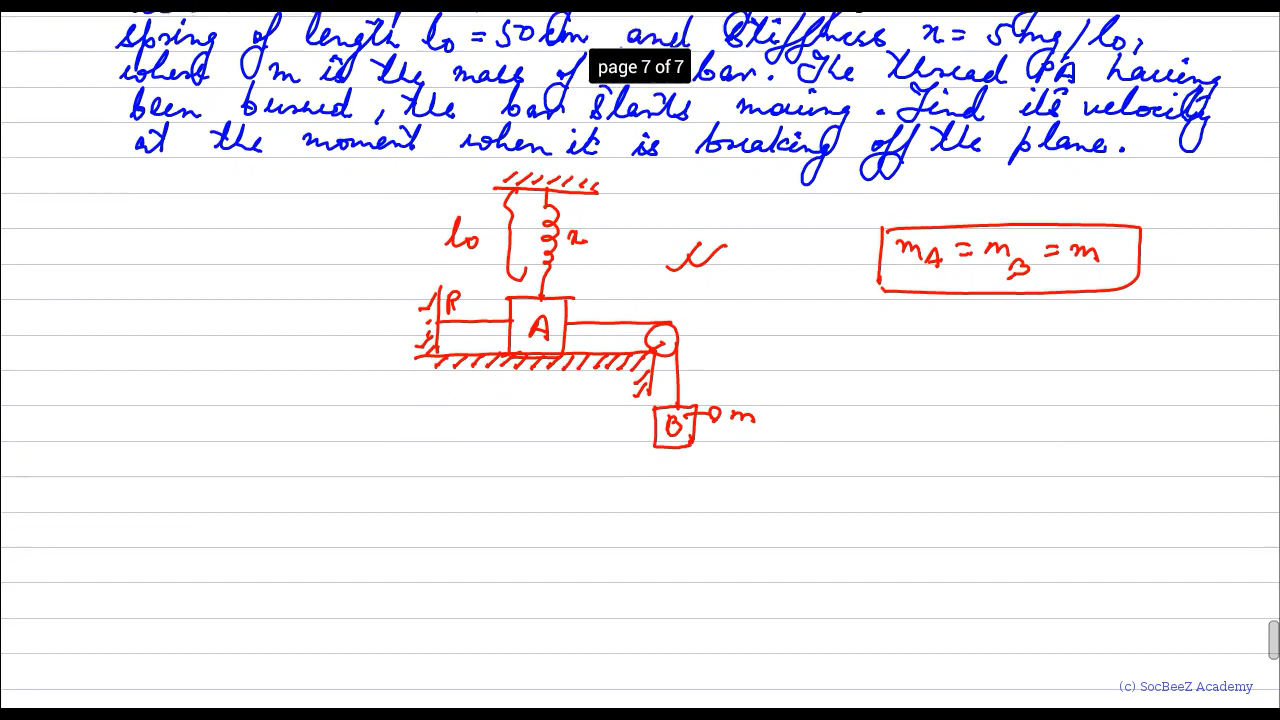 spring of length l0 = 50 cm and Stiffness x = 5mg/l0,
where m is the mass of bar. The thread PA having
page 7 of 7
been burned, the bar starts moving. Find its velocity
at the moment when it is breaking off the plane.
l0 x
mA = mB = m
P
A
B m
(c) SocBeeZ Academy